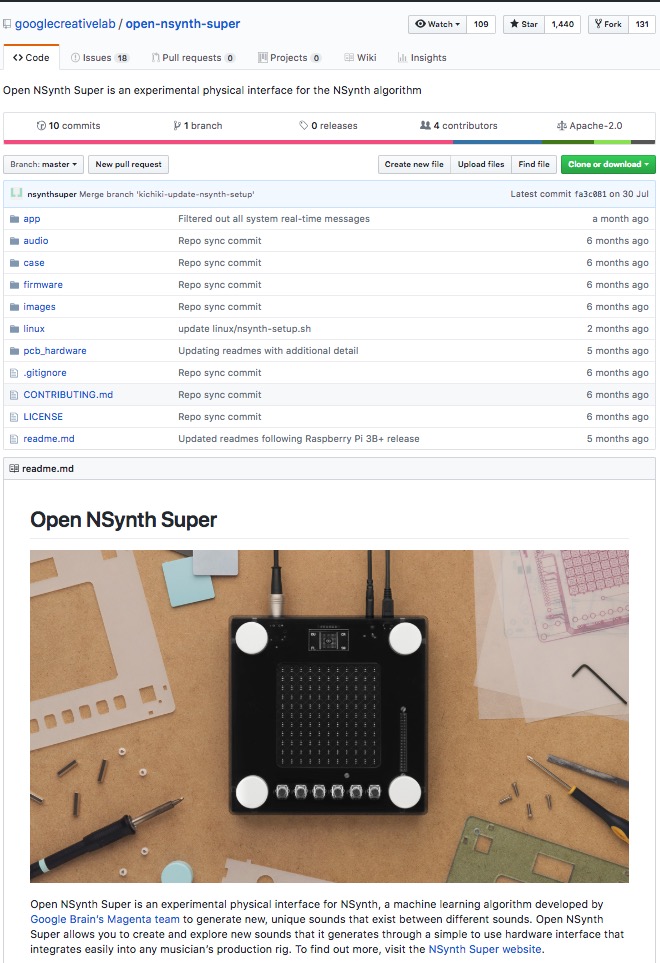 googlecreativelab / open-nsynth-super
Watch 109 Star 1,440 Fork 131
Code Issues 18 Pull requests 0 Projects 0 Wiki Insights
Open NSynth Super is an experimental physical interface for the NSynth algorithm
10 commits 1 branch 0 releases 4 contributors Apache-2.0
Branch: master New pull request Create new file Upload files Find file Clone or download
nsynthsuper Merge branch 'kichiki-update-nsynth-setup' Latest commit fa3c081 on 30 Jul
app Filtered out all system real-time messages a month ago
audio Repo sync commit 6 months ago
case Repo sync commit 6 months ago
firmware Repo sync commit 6 months ago
images Repo sync commit 6 months ago
linux update linux/nsynth-setup.sh 2 months ago
pcb_hardware Updating readmes with additional detail 5 months ago
.gitignore Repo sync commit 6 months ago
CONTRIBUTING.md Repo sync commit 6 months ago
LICENSE Repo sync commit 6 months ago
readme.md Updated readmes following Raspberry Pi 3B+ release 5 months ago
readme.md
Open NSynth Super
Open NSynth Super is an experimental physical interface for NSynth, a machine learning algorithm developed by
Google Brain's Magenta team to generate new, unique sounds that exist between different sounds. Open NSynth
Super allows you to create and explore new sounds that it generates through a simple to use hardware interface that
integrates easily into any musician's production rig. To find out more, visit the NSynth Super website.